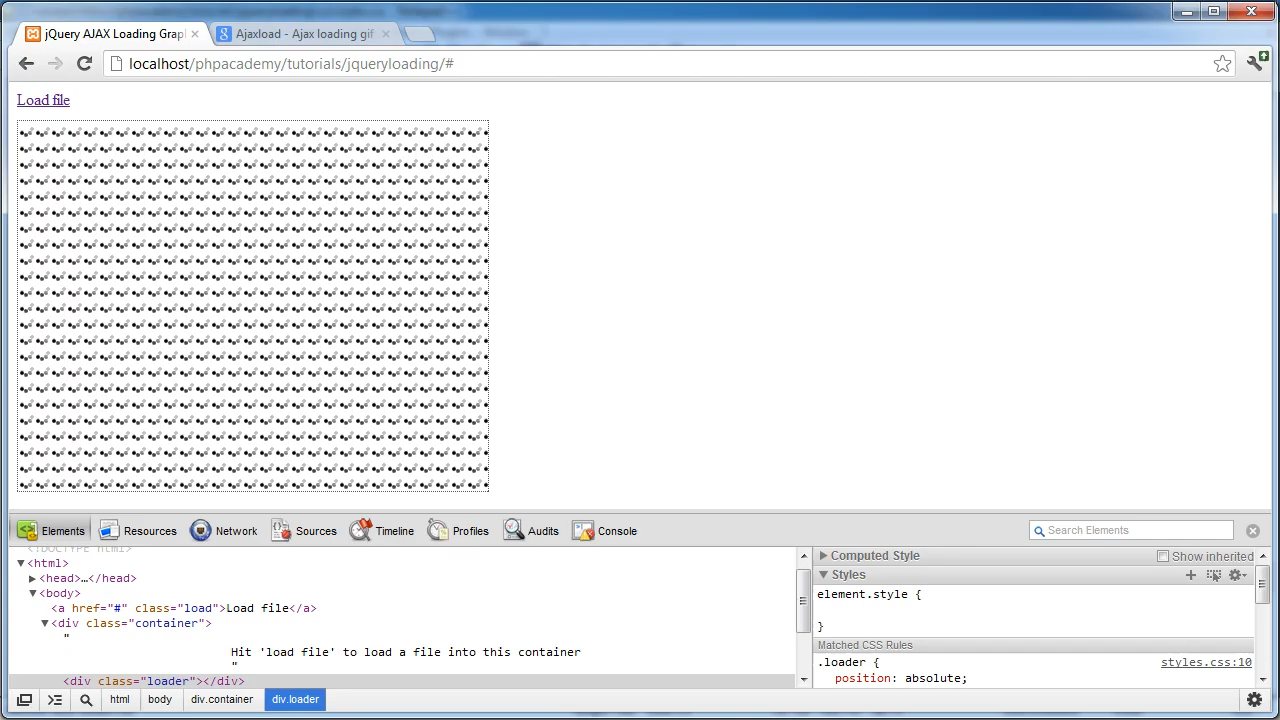 jQuery AJAX Loading Grap
Ajaxload - Ajax loading gif
localhost/phpacademy/tutorials/jqueryloading/#
Load file
Elements Resources Network Sources Timeline Profiles Audits Console
Search Elements
<!DOCTYPE html>
<html>
<head>…</head>
<body>
<a href="#" class="load">Load file</a>
<div class="container">
"
Hit 'load file' to load a file into this container
"
<div class="loader"></div>
Computed Style Show inherited
Styles
element.style {
}
Matched CSS Rules
.loader { styles.css:10
position: absolute;
html body div.container div.loader